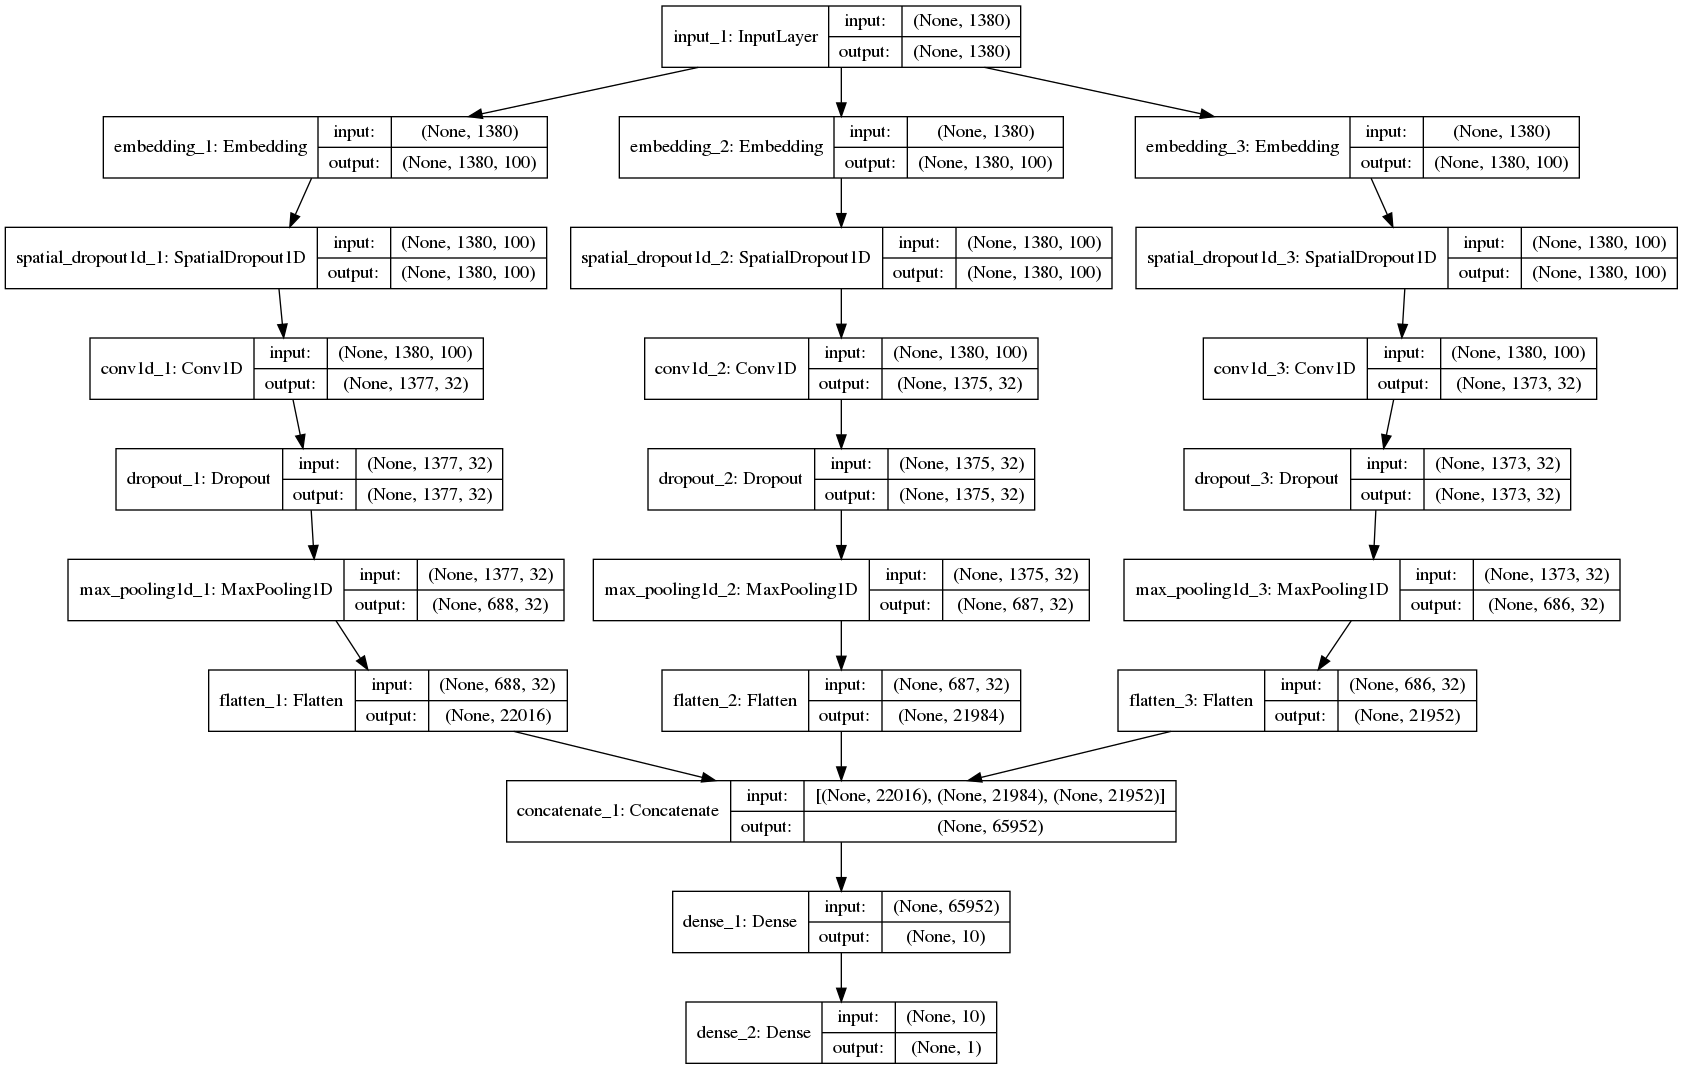 input_1: InputLayer
input: (None, 1380)
output: (None, 1380)
embedding_1: Embedding
input: (None, 1380)
output: (None, 1380, 100)
embedding_2: Embedding
input: (None, 1380)
output: (None, 1380, 100)
embedding_3: Embedding
input: (None, 1380)
output: (None, 1380, 100)
spatial_dropout1d_1: SpatialDropout1D
input: (None, 1380, 100)
output: (None, 1380, 100)
spatial_dropout1d_2: SpatialDropout1D
input: (None, 1380, 100)
output: (None, 1380, 100)
spatial_dropout1d_3: SpatialDropout1D
input: (None, 1380, 100)
output: (None, 1380, 100)
conv1d_1: Conv1D
input: (None, 1380, 100)
output: (None, 1377, 32)
conv1d_2: Conv1D
input: (None, 1380, 100)
output: (None, 1375, 32)
conv1d_3: Conv1D
input: (None, 1380, 100)
output: (None, 1373, 32)
dropout_1: Dropout
input: (None, 1377, 32)
output: (None, 1377, 32)
dropout_2: Dropout
input: (None, 1375, 32)
output: (None, 1375, 32)
dropout_3: Dropout
input: (None, 1373, 32)
output: (None, 1373, 32)
max_pooling1d_1: MaxPooling1D
input: (None, 1377, 32)
output: (None, 688, 32)
max_pooling1d_2: MaxPooling1D
input: (None, 1375, 32)
output: (None, 687, 32)
max_pooling1d_3: MaxPooling1D
input: (None, 1373, 32)
output: (None, 686, 32)
flatten_1: Flatten
input: (None, 688, 32)
output: (None, 22016)
flatten_2: Flatten
input: (None, 687, 32)
output: (None, 21984)
flatten_3: Flatten
input: (None, 686, 32)
output: (None, 21952)
concatenate_1: Concatenate
input: [(None, 22016), (None, 21984), (None, 21952)]
output: (None, 65952)
dense_1: Dense
input: (None, 65952)
output: (None, 10)
dense_2: Dense
input: (None, 10)
output: (None, 1)